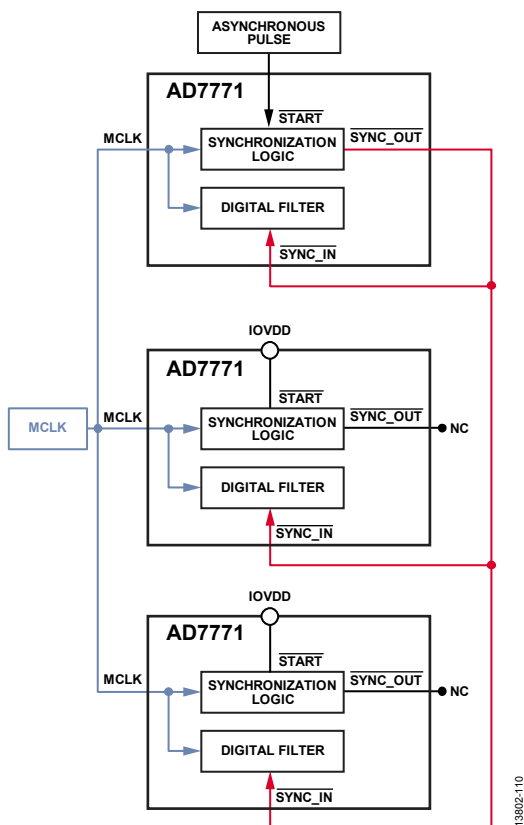 ASYNCHRONOUS
PULSE
AD7771
START
MCLK
SYNCHRONIZATION
LOGIC
SYNC_OUT
DIGITAL FILTER
SYNC_IN
IOVDD
AD7771
START
MCLK
MCLK
SYNCHRONIZATION
LOGIC
SYNC_OUT
NC
DIGITAL FILTER
SYNC_IN
IOVDD
AD7771
START
MCLK
SYNCHRONIZATION
LOGIC
SYNC_OUT
NC
DIGITAL FILTER
SYNC_IN
13802-110